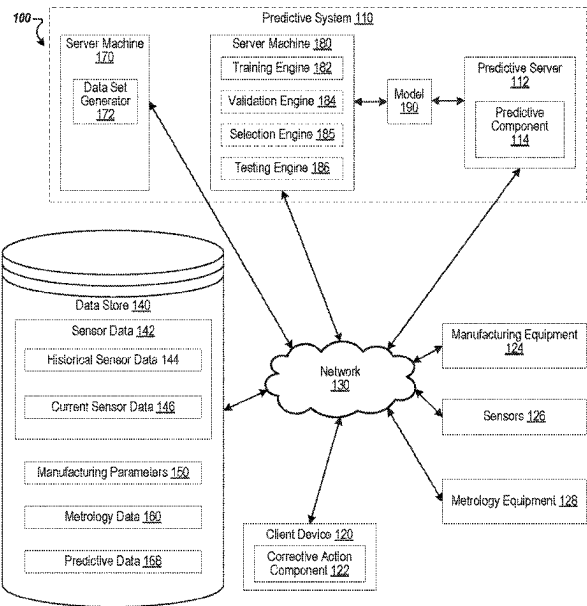 100
Predictive System 110
Server Machine
170
Data Set
Generator
172
Server Machine 180
Training Engine 182
Validation Engine 184
Selection Engine 185
Testing Engine 186
Model
190
Predictive Server
112
Predictive
Component
114
Data Store 140
Sensor Data 142
Historical Sensor Data 144
Current Sensor Data 146
Manufacturing Parameters 150
Metrology Data 160
Predictive Data 168
Network
130
Manufacturing Equipment
124
Sensors 126
Metrology Equipment 128
Client Device 120
Corrective Action
Component 122